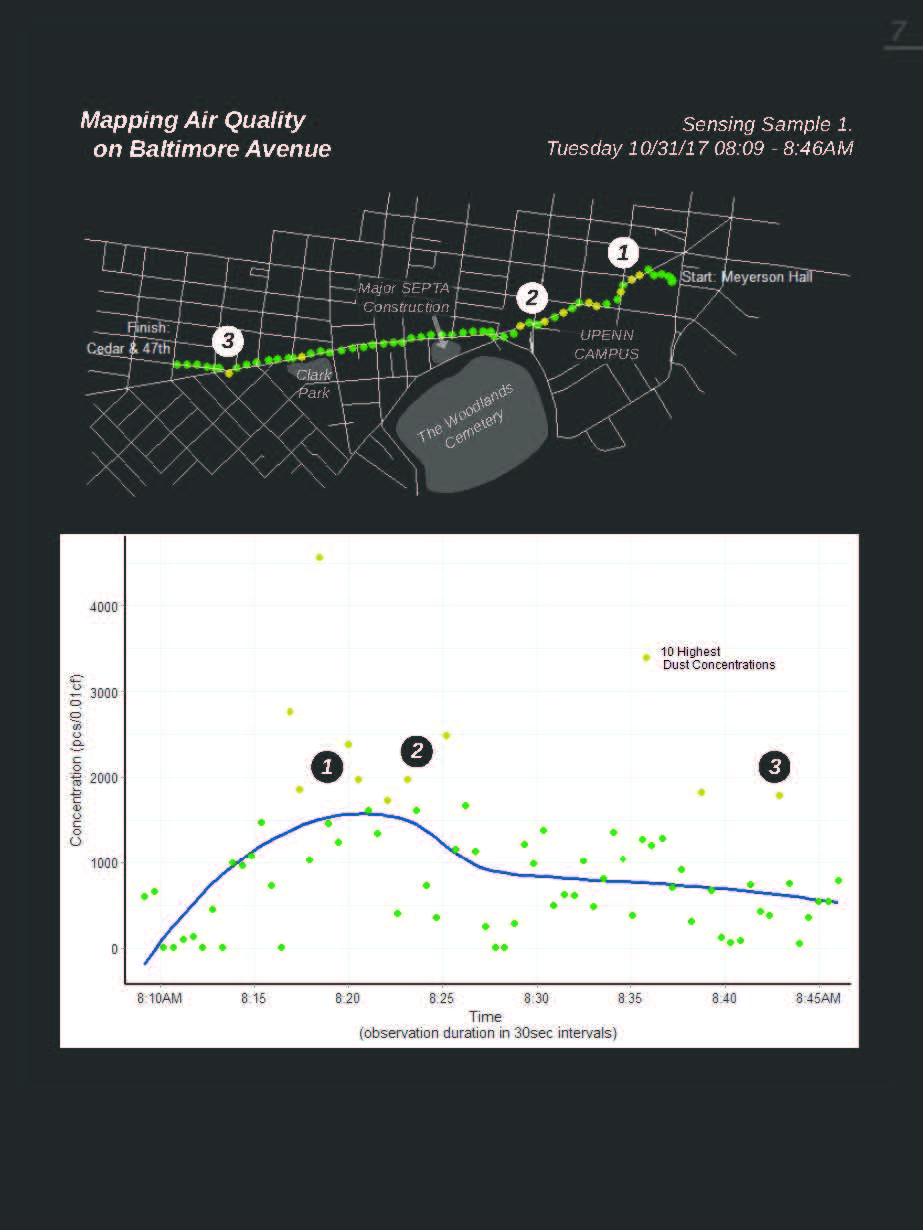 7
Mapping Air Quality
on Baltimore Avenue
Sensing Sample 1.
Tuesday 10/31/17 08:09 - 8:46AM
1
Start: Meyerson Hall
Major SEPTA
Construction
2
Finish:
Cedar & 47th
3
UPENN
CAMPUS
Clark
Park
The Woodlands
Cemetery
4000
3000
2000
1000
0
Concentration (pcs/0.01cf)
10 Highest
Dust Concentrations
1
2
3
8:10AM 8:15 8:20 8:25 8:30 8:35 8:40 8:45AM
Time
(observation duration in 30sec intervals)